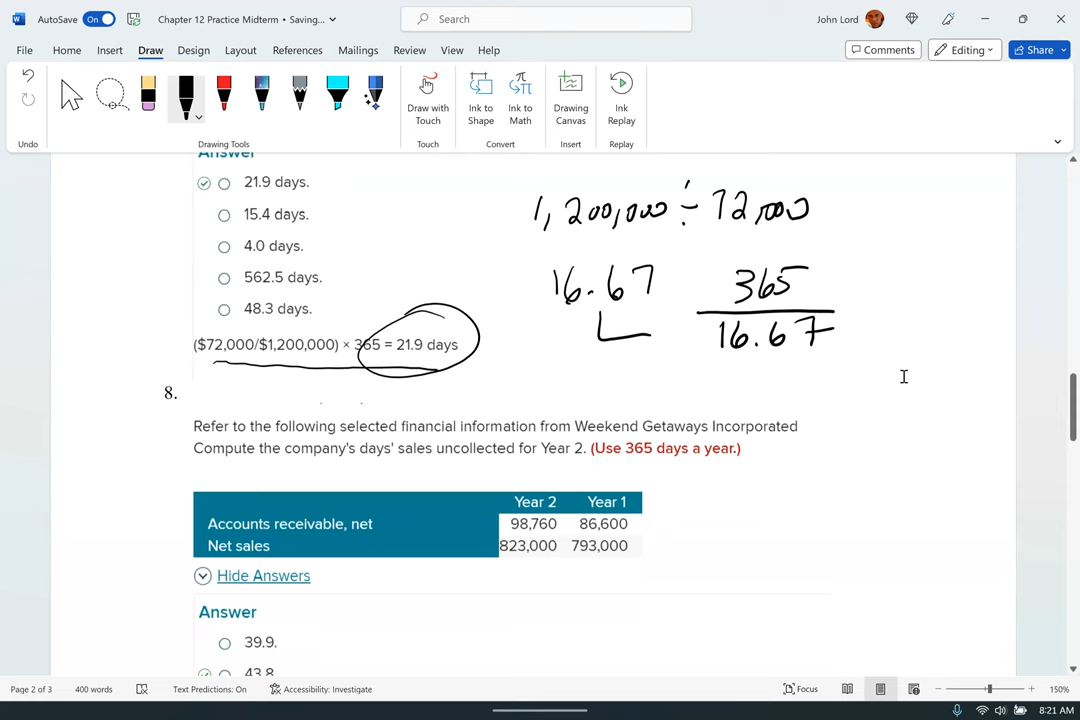 AutoSave On Chapter 12 Practice Midterm • Saving... Search John Lord
File Home Insert Draw Design Layout References Mailings Review View Help Comments Editing Share
Draw with Touch
Ink to Shape
Ink to Math
Drawing Canvas
Ink Replay
Undo Drawing Tools Touch Convert Insert Replay
Answer
21.9 days.
15.4 days.
4.0 days.
562.5 days.
48.3 days.
($72,000/$1,200,000) × 365 = 21.9 days
1,200,000 ÷ 72,000
16.67
365
16.67
8.
Refer to the following selected financial information from Weekend Getaways Incorporated
Compute the company's days' sales uncollected for Year 2. (Use 365 days a year.)
Year 2 Year 1
Accounts receivable, net 98,760 86,600
Net sales 823,000 793,000
Hide Answers
Answer
39.9.
43.8
Page 2 of 3 400 words Text Predictions: On Accessibility: Investigate Focus 150%
8:21 AM